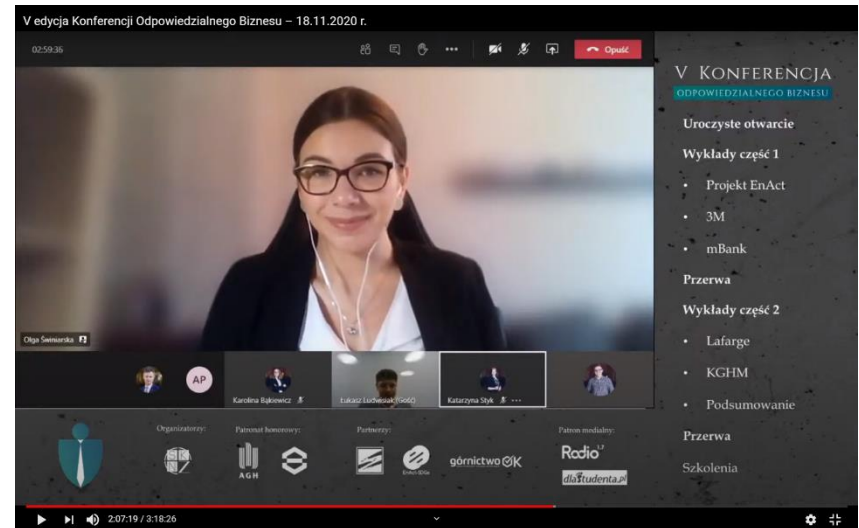 V edycja Konferencji Odpowiedzialnego Biznesu – 18.11.2020 r.
02:59:36
Opuść
Olga Świniarska
AP
Karolina Bąkiewicz
Łukasz Ludwisiak (Gość)
Katarzyna Styk
V KONFERENCJA
ODPOWIEDZIALNEGO BIZNESU
Uroczyste otwarcie
Wykłady część 1
• Projekt EnAct
• 3M
• mBank
Przerwa
Wykłady część 2
• Lafarge
• KGHM
• Podsumowanie
Przerwa
Szkolenia
Organizatorzy:
Patronat honorowy:
Partnerzy:
Patron medialny:
AGH
górnictwo OK
Radio
dlaStudenta.pl
2:07:19 / 3:18:26